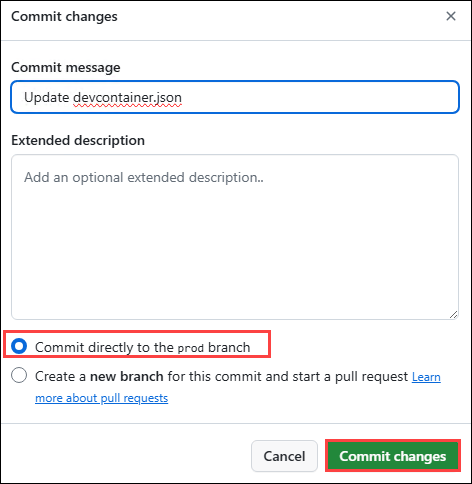 Commit changes
Commit message
Update devcontainer.json
Extended description
Add an optional extended description..
Commit directly to the prod branch
Create a new branch for this commit and start a pull request Learn
more about pull requests
Cancel
Commit changes